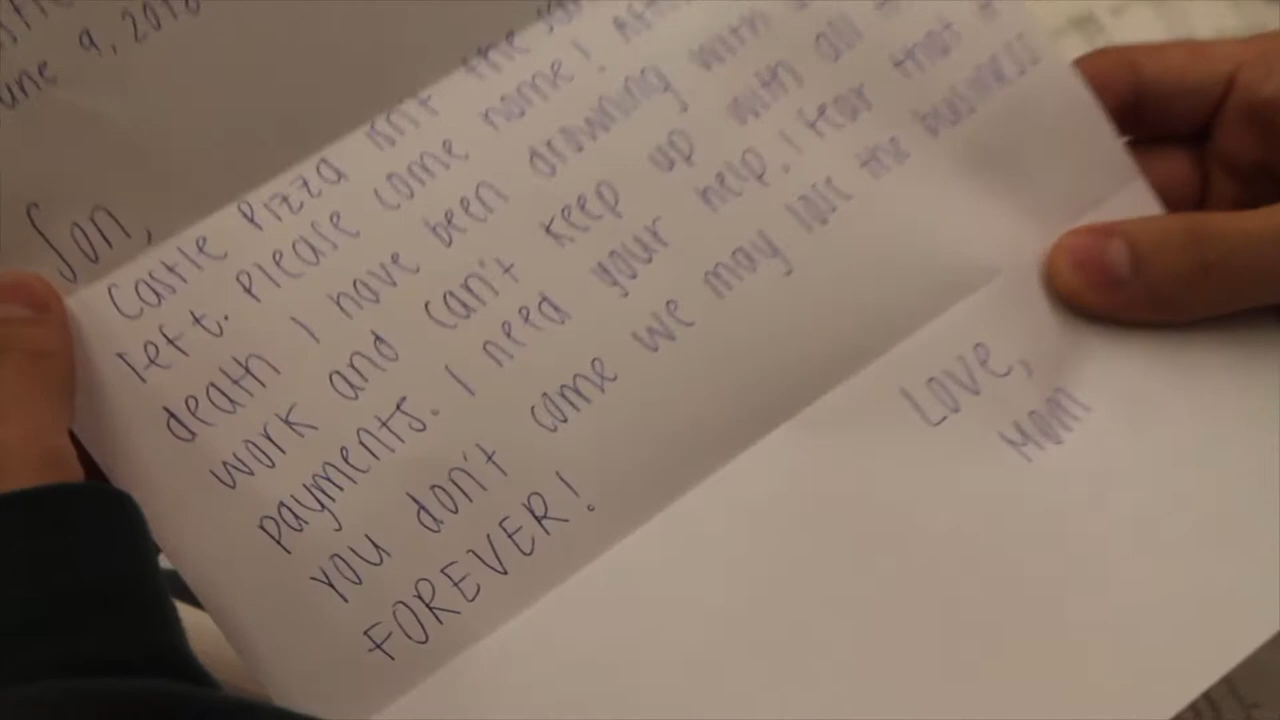 9, 201
Son,
Castle Pizza isn't the
left. Please come home!
death I have been drowning with
work and can't keep up with all
payments. I need your help. I fear that
you don't come we may lose the business
FOREVER!
Love,
Mom